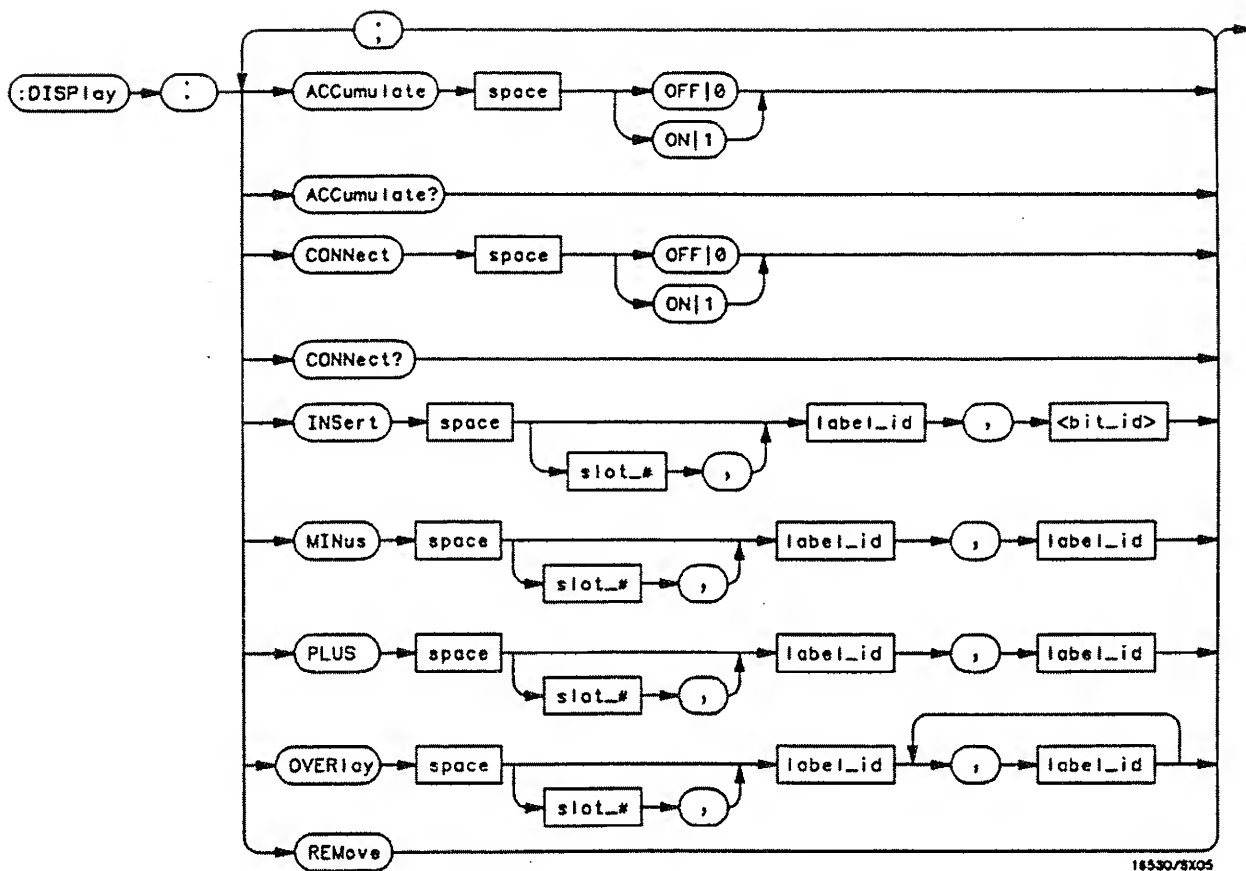 ;
:DISPlay : ACCumulate space OFF|0
ON|1
ACCumulate?
CONNect space OFF|0
ON|1
CONNect?
INSert space label_id , <bit_id>
slot_# ,
MINus space label_id , label_id
slot_# ,
PLUS space label_id , label_id
slot_# ,
OVERlay space label_id , label_id
slot_# ,
REMove
16530/SX05